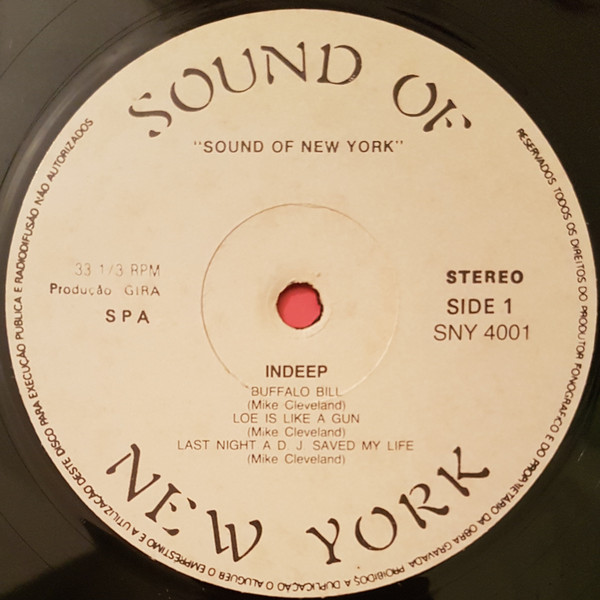 SOUND OF
"SOUND OF NEW YORK"
33 1/3 RPM
Produção GIRA
SPA
STEREO
SIDE 1
SNY 4001
INDEEP
BUFFALO BILL
(Mike Cleveland)
LOE IS LIKE A GUN
(Mike Cleveland)
LAST NIGHT A D. J. SAVED MY LIFE
(Mike Cleveland)
NEW YORK
RESERVADOS TODOS OS DIREITOS DO PRODUTOR FONOGRAFICO E DO PROPRIETARIO DA OBRA GRAVADA PROIBIDOS A DUPLICAÇÃO O ALUGUER O EMPRESTIMO E A UTILIZAÇÃO DESTE DISCO PARA EXECUÇÃO PUBLICA E RADIODIFUSÃO NÃO AUTORIZADOS